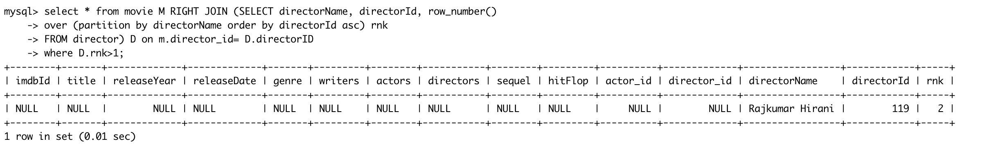 mysql> select * from movie M RIGHT JOIN (SELECT directorName, directorId, row_number()
    -> over (partition by directorName order by directorId asc) rnk
    -> FROM director) D on m.director_id= D.directorID
    -> where D.rnk>1;
+--------+-------+-------------+-------------+-------+---------+--------+-----------+--------+---------+----------+-------------+-----------------+------------+-----+
| imdbId | title | releaseYear | releaseDate | genre | writers | actors | directors | sequel | hitFlop | actor_id | director_id | directorName    | directorId | rnk |
+--------+-------+-------------+-------------+-------+---------+--------+-----------+--------+---------+----------+-------------+-----------------+------------+-----+
| NULL   | NULL  |        NULL | NULL        | NULL  | NULL    | NULL   | NULL      | NULL   | NULL    |     NULL |        NULL | Rajkumar Hirani |        119 |   2 |
+--------+-------+-------------+-------------+-------+---------+--------+-----------+--------+---------+----------+-------------+-----------------+------------+-----+
1 row in set (0.01 sec)